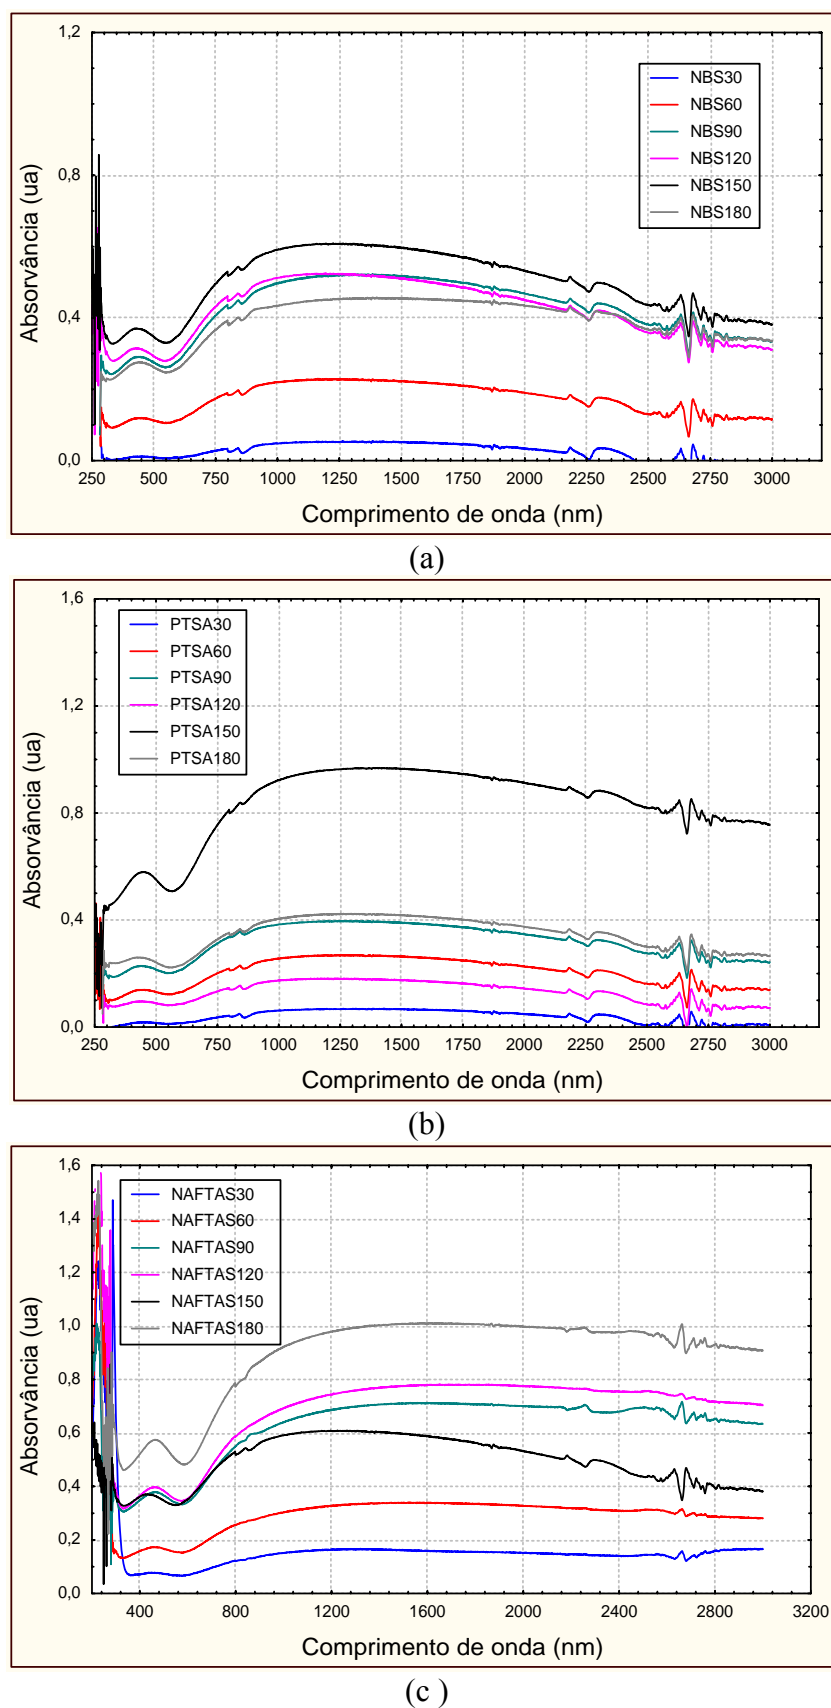 1,2
0,8
0,4
0,0
Absorvância (ua)
NBS30
NBS60
NBS90
NBS120
NBS150
NBS180
250 500 750 1000 1250 1500 1750 2000 2250 2500 2750 3000
Comprimento de onda (nm)
(a)
1,6
1,2
0,8
0,4
0,0
Absorvância (ua)
PTSA30
PTSA60
PTSA90
PTSA120
PTSA150
PTSA180
250 500 750 1000 1250 1500 1750 2000 2250 2500 2750 3000
Comprimento de onda (nm)
(b)
1,6
1,4
1,2
1,0
0,8
0,6
0,4
0,2
0,0
Absorvância (ua)
NAFTAS30
NAFTAS60
NAFTAS90
NAFTAS120
NAFTAS150
NAFTAS180
400 800 1200 1600 2000 2400 2800 3200
Comprimento de onda (nm)
(c )